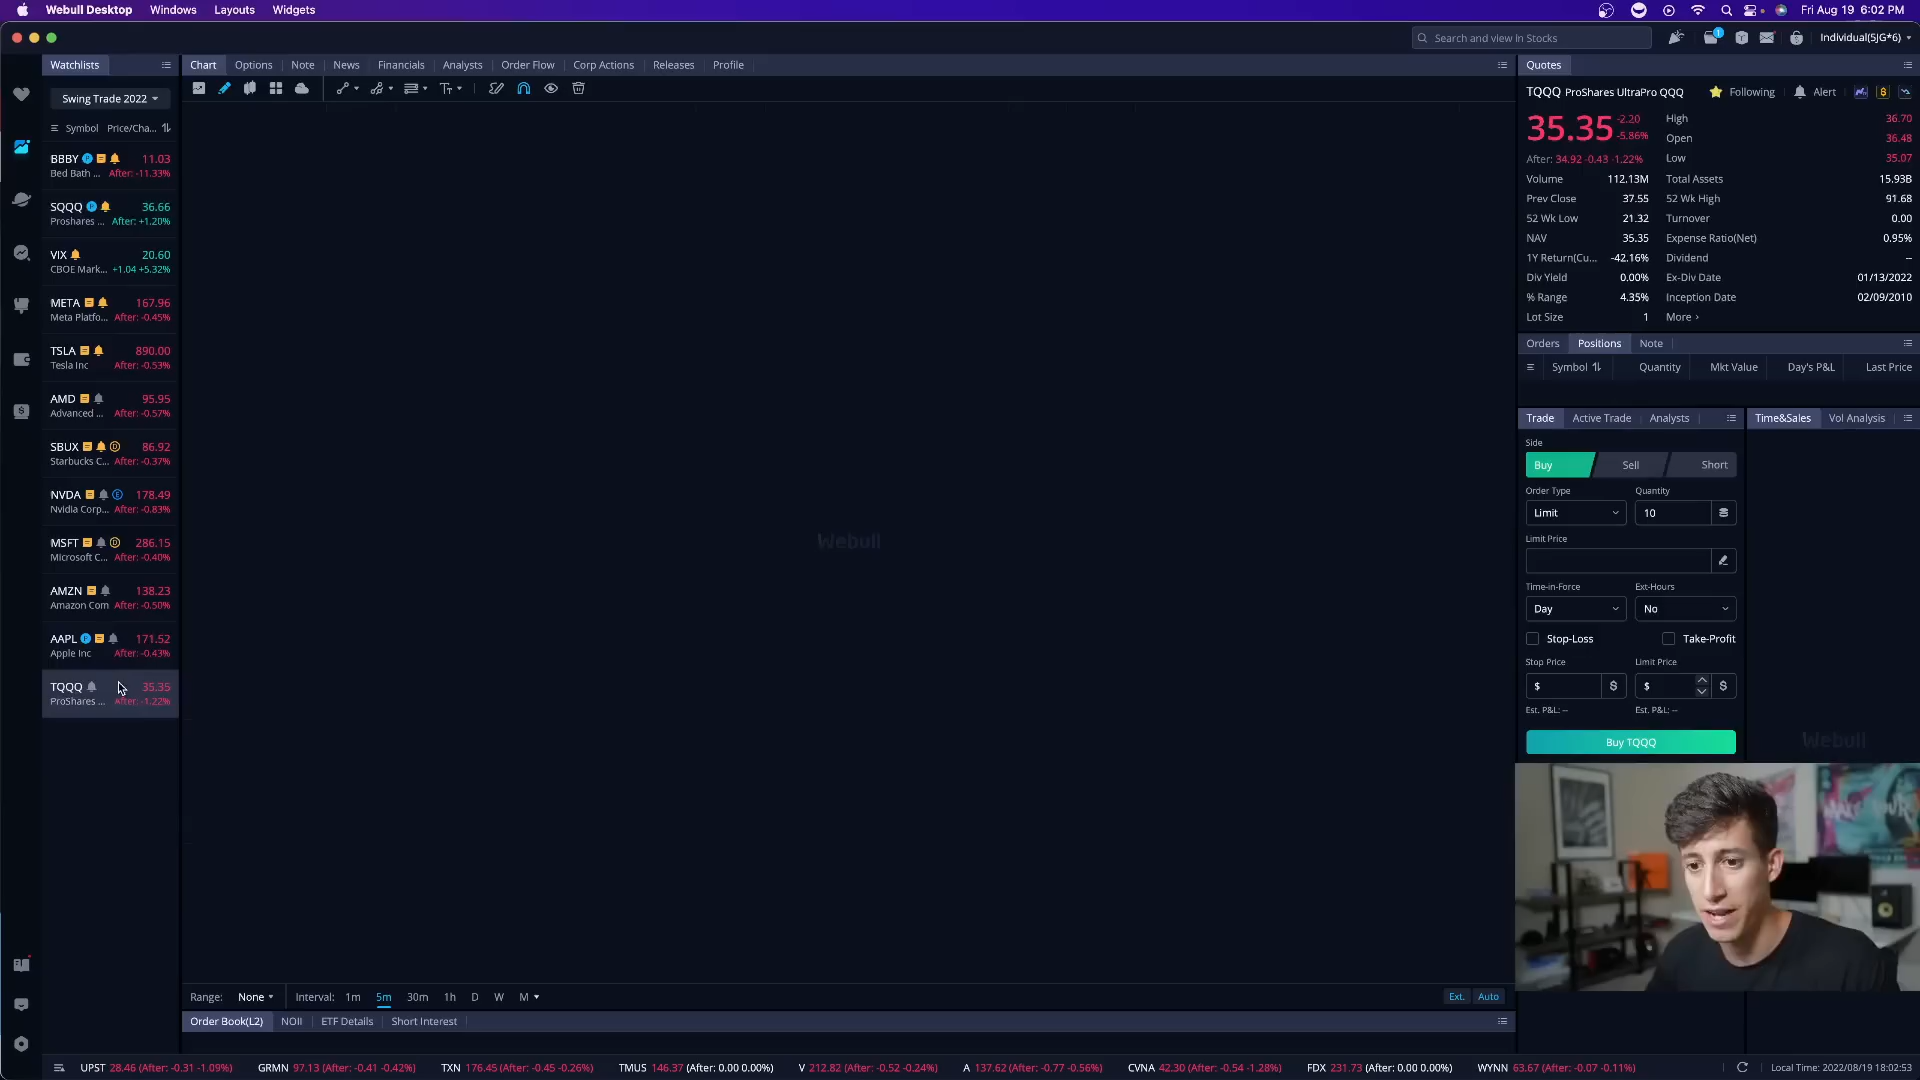 Webull Desktop Windows Layouts Widgets
Fri Aug 19 6:02 PM
Search and view in Stocks
1
Individual(5JG*6)
Watchlists
Swing Trade 2022
Symbol Price/Cha...
BBBY 11.03
Bed Bath ... After: -11.33%
SQQQ 36.66
Proshares ... After: +1.20%
VIX 20.60
CBOE Mark... +1.04 +5.32%
META 167.96
Meta Platfo... After: -0.45%
TSLA 890.00
Tesla Inc After: -0.53%
AMD 95.95
Advanced ... After: -0.57%
SBUX 86.92
Starbucks C... After: -0.37%
NVDA 178.49
Nvidia Corp... After: -0.83%
MSFT 286.15
Microsoft C... After: -0.40%
AMZN 138.23
Amazon Com After: -0.50%
AAPL 171.52
Apple Inc After: -0.43%
TQQQ 35.35
ProShares ... After: -1.22%
Chart Options Note News Financials Analysts Order Flow Corp Actions Releases Profile
Webull
Range: None Interval: 1m 5m 30m 1h D W M
Ext. Auto
Order Book(L2) NOII ETF Details Short Interest
Quotes
TQQQ ProShares UltraPro QQQ Following Alert
35.35 -2.20 -5.86%
After: 34.92 -0.43 -1.22%
High 36.70
Open 36.48
Low 35.07
Volume 112.13M Total Assets 15.93B
Prev Close 37.55 52 Wk High 91.68
52 Wk Low 21.32 Turnover 0.00
NAV 35.35 Expense Ratio(Net) 0.95%
1Y Return(Cu... -42.16% Dividend --
Div Yield 0.00% Ex-Div Date 01/13/2022
% Range 4.35% Inception Date 02/09/2010
Lot Size 1 More ›
Orders Positions Note
Symbol Quantity Mkt Value Day's P&L Last Price
Trade Active Trade Analysts
Time&Sales Vol Analysis
Side
Buy Sell Short
Order Type Quantity
Limit 10
Limit Price
Time-in-Force Ext-Hours
Day No
Stop-Loss Take-Profit
Stop Price Limit Price
$ $ $ $
Est. P&L: -- Est. P&L: --
Buy TQQQ
Webull
UPST 28.46 (After: -0.31 -1.09%) GRMN 97.13 (After: -0.41 -0.42%) TXN 176.45 (After: -0.45 -0.26%) TMUS 146.37 (After: 0.00 0.00%) V 212.82 (After: -0.52 -0.24%) A 137.62 (After: -0.77 -0.56%) CVNA 42.30 (After: -0.54 -1.28%) FDX 231.73 (After: 0.00 0.00%) WYNN 63.67 (After: -0.07 -0.11%)
Local Time: 2022/08/19 18:02:53